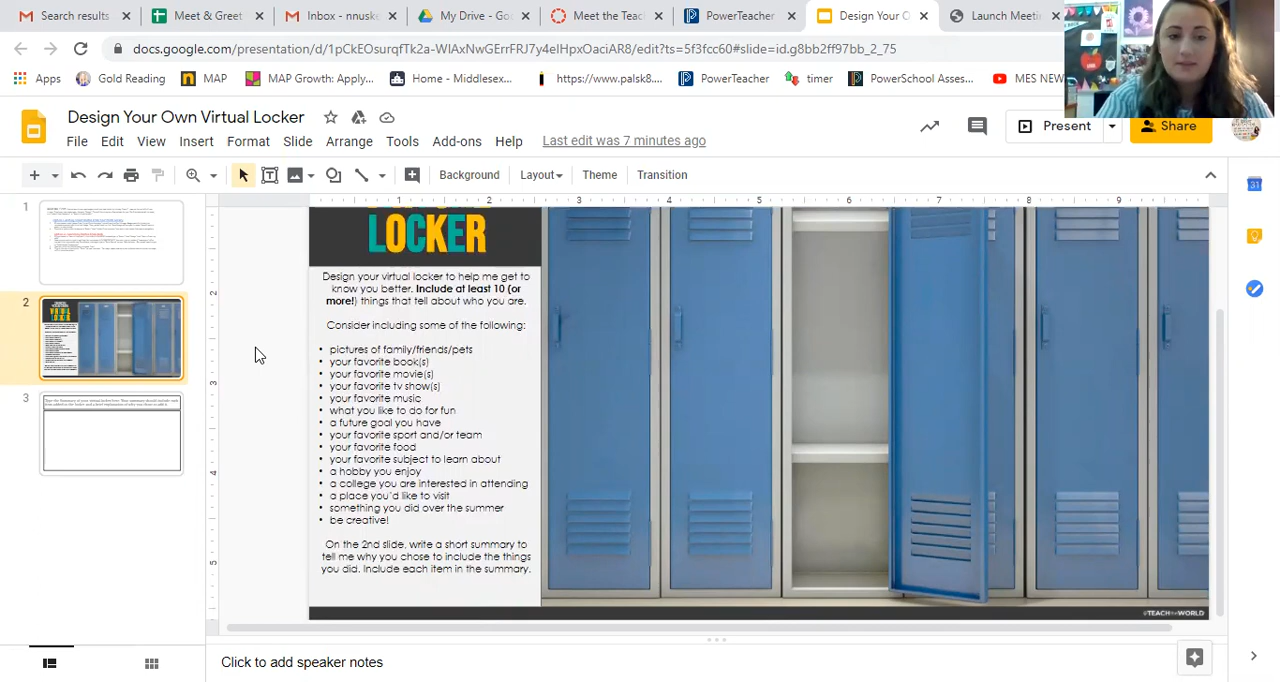 Search results
Meet & Greet
Inbox - nnuske
My Drive - Goo
Meet the Teac
PowerTeacher
Design Your O
Launch Meeti
docs.google.com/presentation/d/1pCkEOsurqfTk2a-WIAxNwGErrFRJ7y4eIHpxOaciAR8/edit?ts=5f3fcc60#slide=id.g8bb2ff97bb_2_75
Apps
Gold Reading
MAP
MAP Growth: Apply...
Home - Middlesex...
https://www.palsk8....
PowerTeacher
timer
PowerSchool Asses...
MES NEW
Design Your Own Virtual Locker
File Edit View Insert Format Slide Arrange Tools Add-ons Help
Last edit was 7 minutes ago
Present
Share
Background
Layout
Theme
Transition
LOCKER
Design your virtual locker to help me get to
know you better. Include at least 10 (or
more!) things that tell about who you are.
Consider including some of the following:
• pictures of family/friends/pets
• your favorite book(s)
• your favorite movie(s)
• your favorite tv show(s)
• your favorite music
• what you like to do for fun
• a future goal you have
• your favorite sport and/or team
• your favorite food
• your favorite subject to learn about
• a hobby you enjoy
• a college you are interested in attending
• a place you'd like to visit
• something you did over the summer
• be creative!
On the 2nd slide, write a short summary to
tell me why you chose to include the things
you did. Include each item in the summary.
1
2
3
Click to add speaker notes